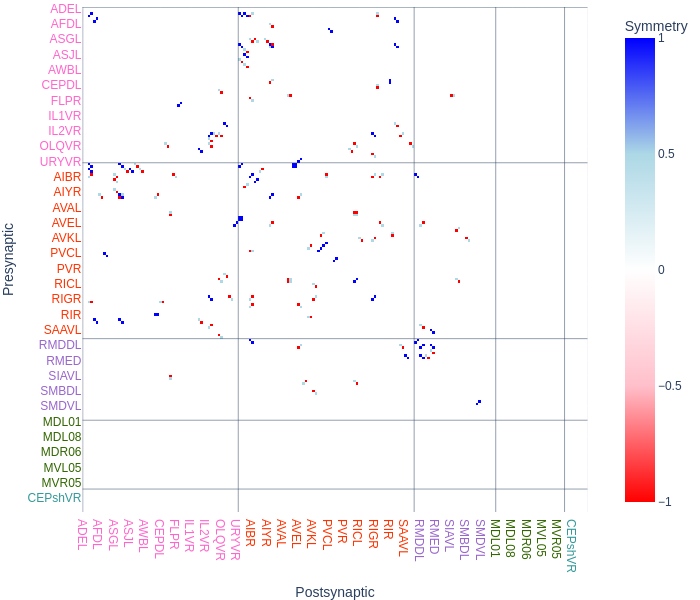 Symmetry
1
0.5
0
−0.5
−1
Presynaptic
ADEL
AFDL
ASGL
ASJL
AWBL
CEPDL
FLPR
IL1VR
IL2VR
OLQVR
URYVR
AIBR
AIYR
AVAL
AVEL
AVKL
PVCL
PVR
RICL
RIGR
RIR
SAAVL
RMDDL
RMED
SIAVL
SMBDL
SMDVL
MDL01
MDL08
MDR06
MVL05
MVR05
CEPshVR
ADEL
AFDL
ASGL
ASJL
AWBL
CEPDL
FLPR
IL1VR
IL2VR
OLQVR
URYVR
AIBR
AIYR
AVAL
AVEL
AVKL
PVCL
PVR
RICL
RIGR
RIR
SAAVL
RMDDL
RMED
SIAVL
SMBDL
SMDVL
MDL01
MDL08
MDR06
MVL05
MVR05
CEPshVR
Postsynaptic